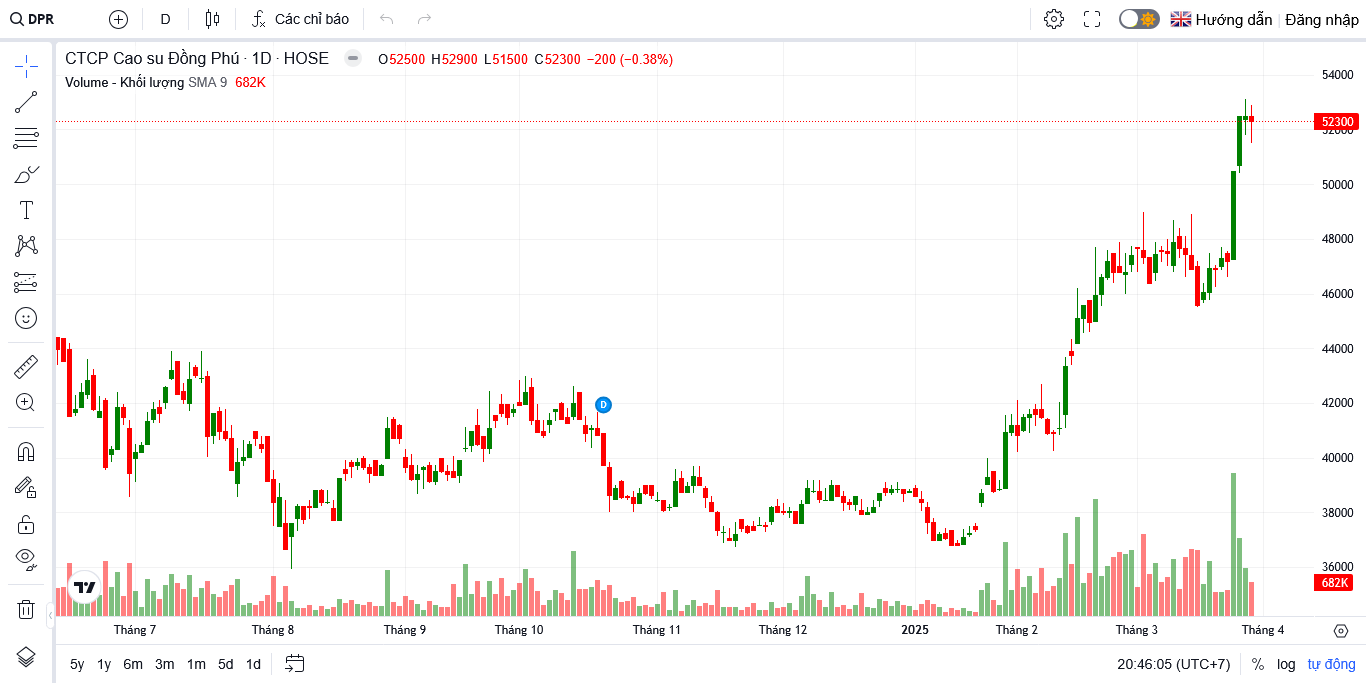 DPR D Các chỉ báo Hướng dẫn Đăng nhập
CTCP Cao su Đồng Phú · 1D · HOSE O52500 H52900 L51500 C52300 −200 (−0.38%)
Volume - Khối lượng SMA 9 682K
54000
52300
52000
50000
48000
46000
44000
42000
D
40000
38000
36000
682K
Tháng 7 Tháng 8 Tháng 9 Tháng 10 Tháng 11 Tháng 12 2025 Tháng 2 Tháng 3 Tháng 4
5y 1y 6m 3m 1m 5d 1d 20:46:05 (UTC+7) % log tự động